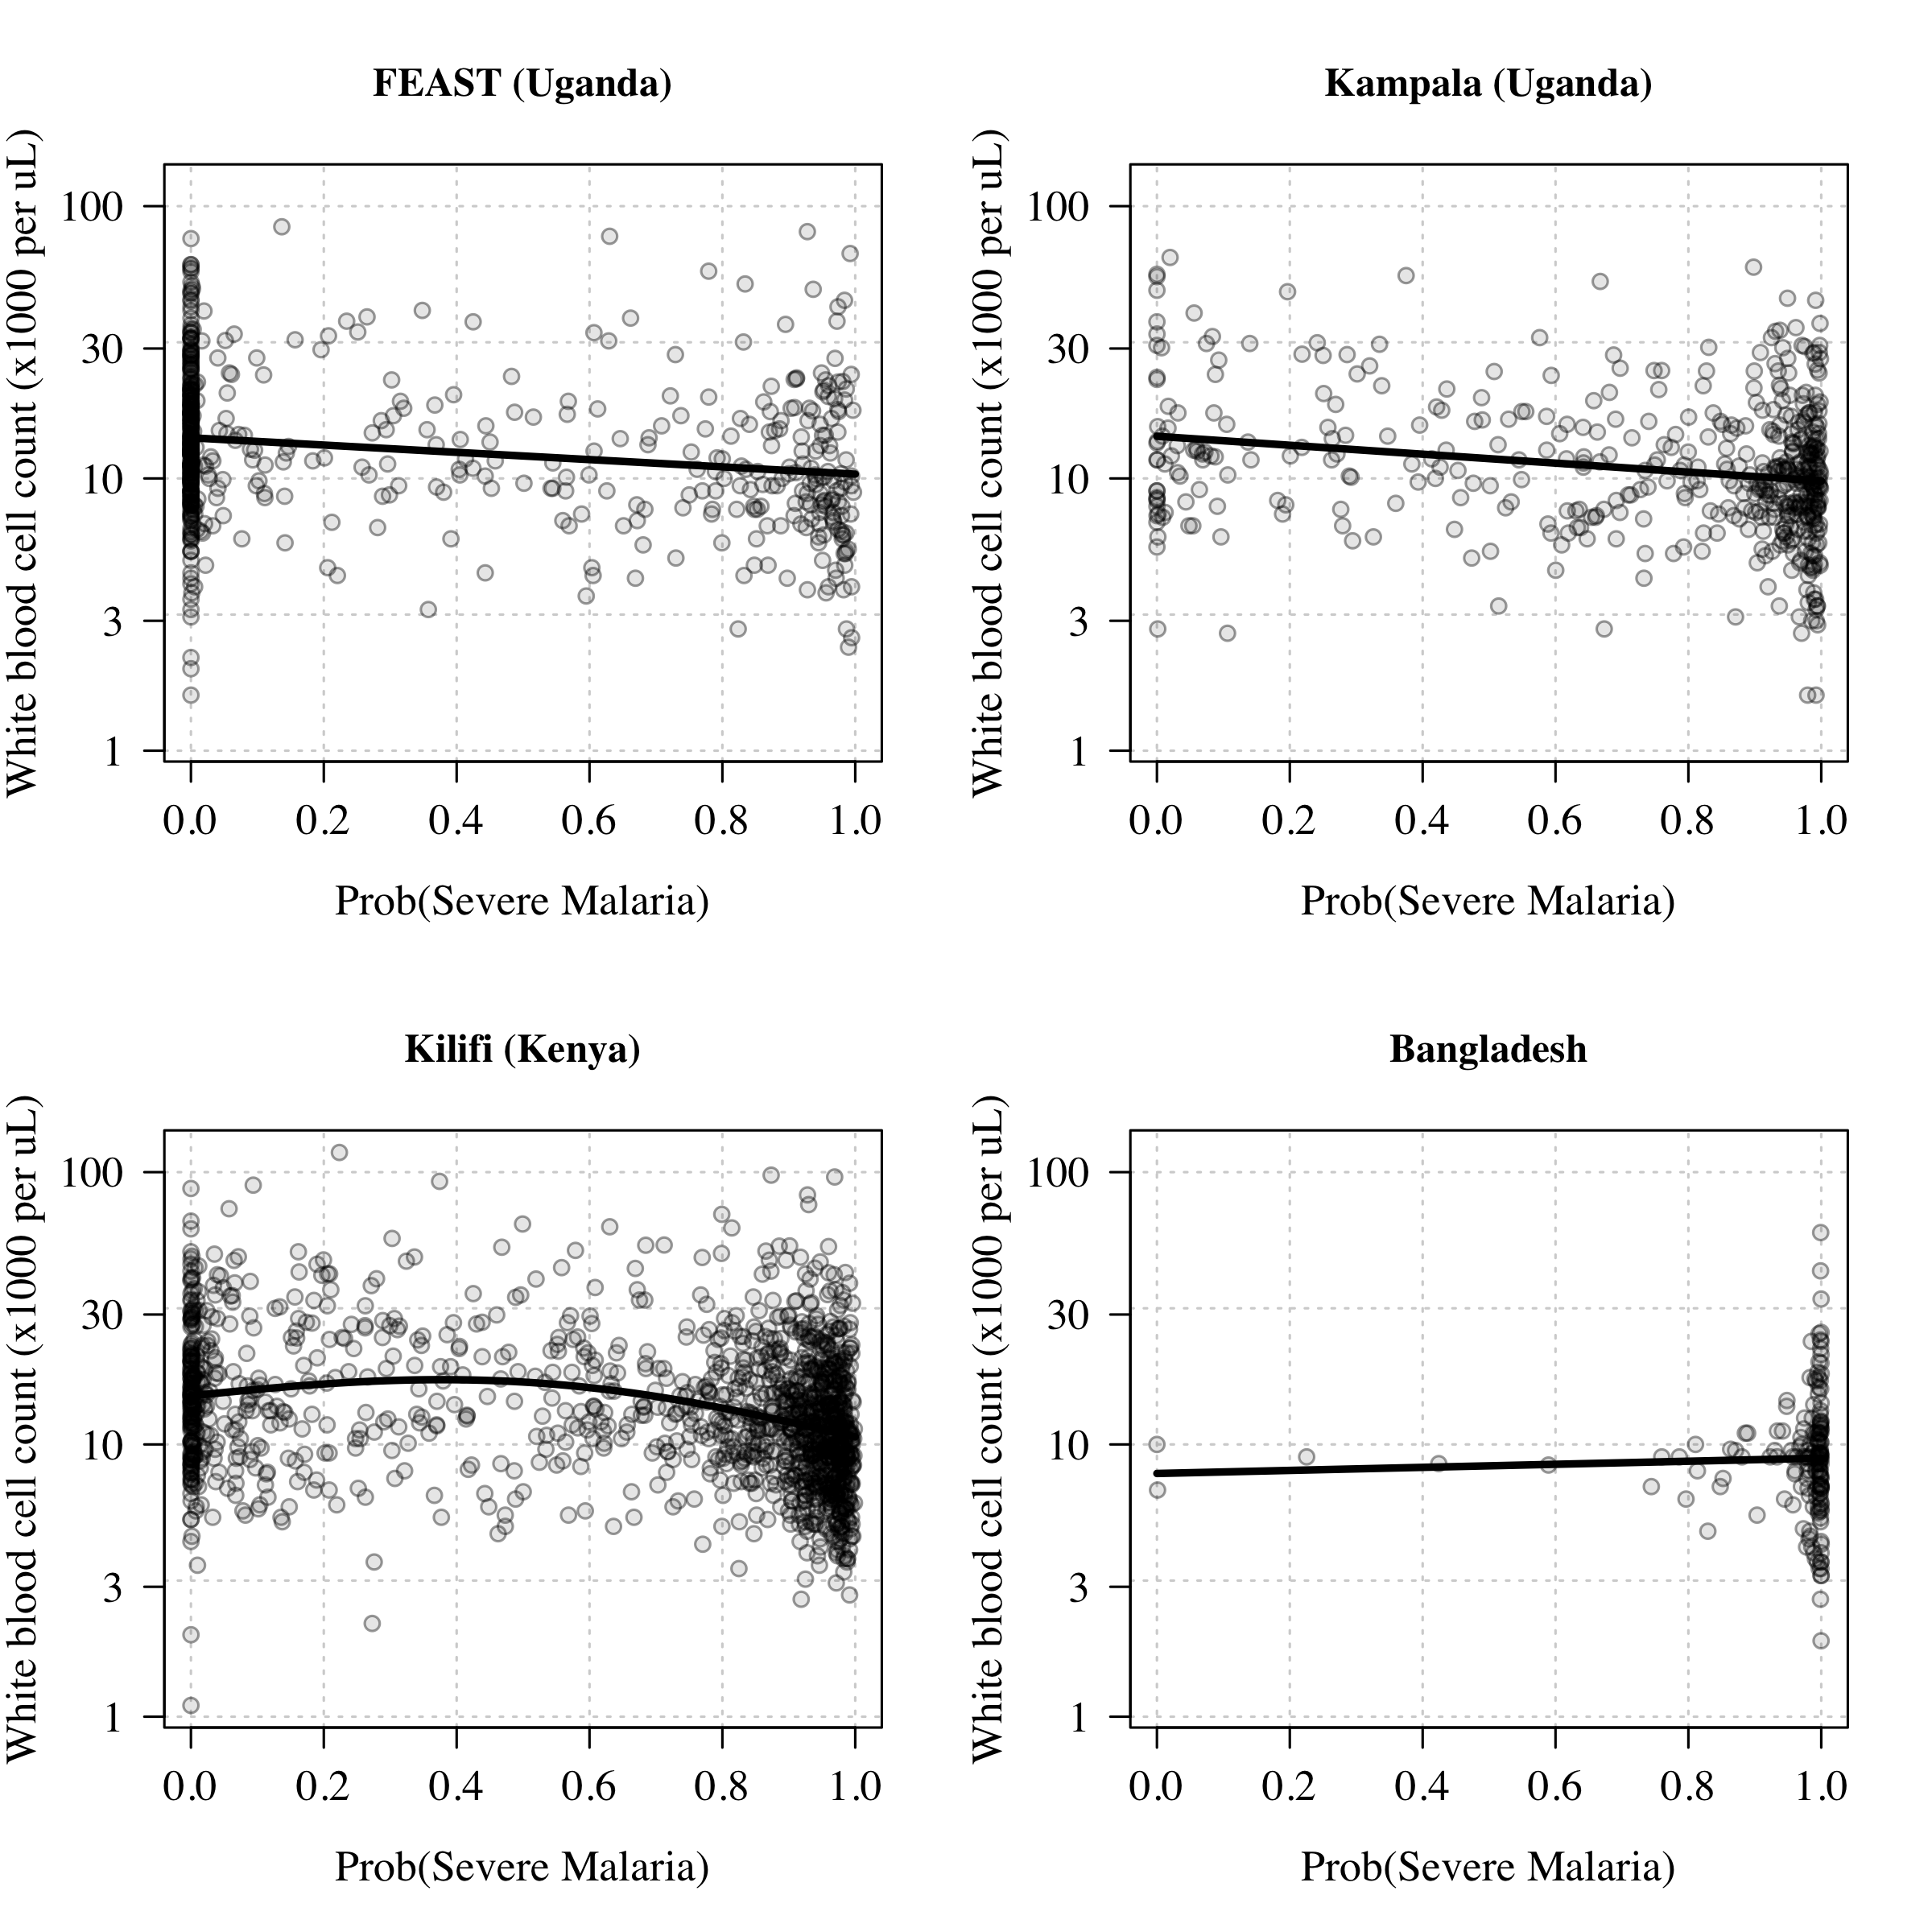 FEAST (Uganda)
White blood cell count (x1000 per uL)
100
30
10
3
1
0.0 0.2 0.4 0.6 0.8 1.0
Prob(Severe Malaria)
Kampala (Uganda)
White blood cell count (x1000 per uL)
100
30
10
3
1
0.0 0.2 0.4 0.6 0.8 1.0
Prob(Severe Malaria)
Kilifi (Kenya)
White blood cell count (x1000 per uL)
100
30
10
3
1
0.0 0.2 0.4 0.6 0.8 1.0
Prob(Severe Malaria)
Bangladesh
White blood cell count (x1000 per uL)
100
30
10
3
1
0.0 0.2 0.4 0.6 0.8 1.0
Prob(Severe Malaria)